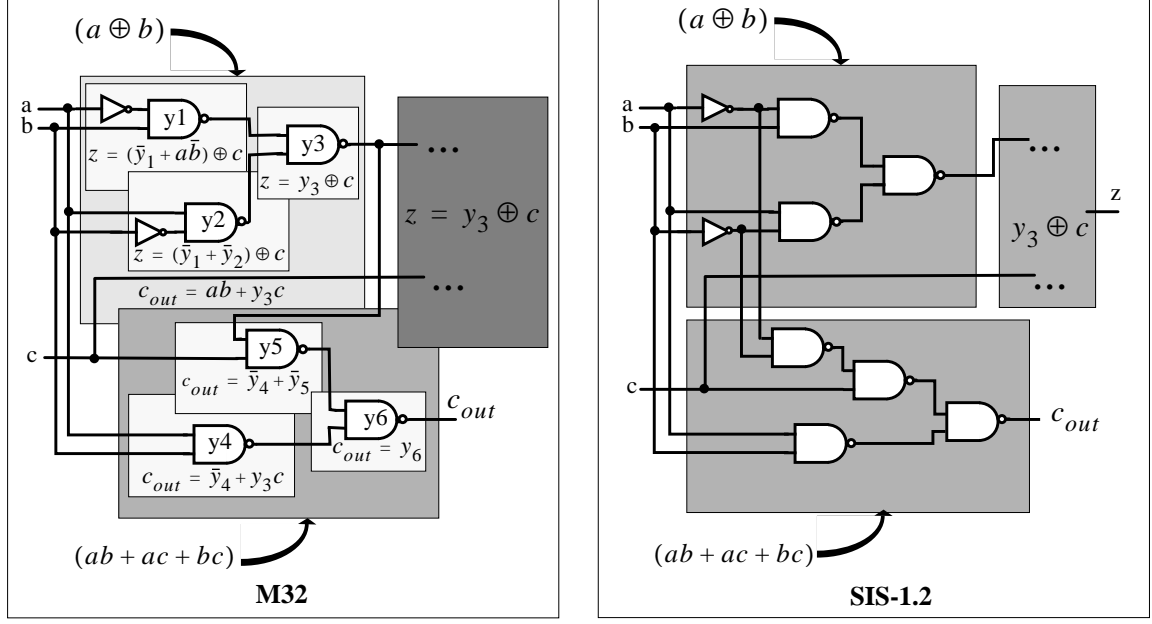 (a ⊕ b)
a
b
y1
z = (ȳ₁ + ab̄) ⊕ c
y3
z = y₃ ⊕ c
...
y2
z = (ȳ₁ + ȳ₂) ⊕ c
z = y₃ ⊕ c
c_out = ab + y₃c
...
y5
c
c_out = ȳ₄ + ȳ₅
y6
c_out
y4
c_out = y₆
c_out = ȳ₄ + y₃c
(ab + ac + bc)
M32
(a ⊕ b)
a
b
...
z
y₃ ⊕ c
...
c
c_out
(ab + ac + bc)
SIS-1.2